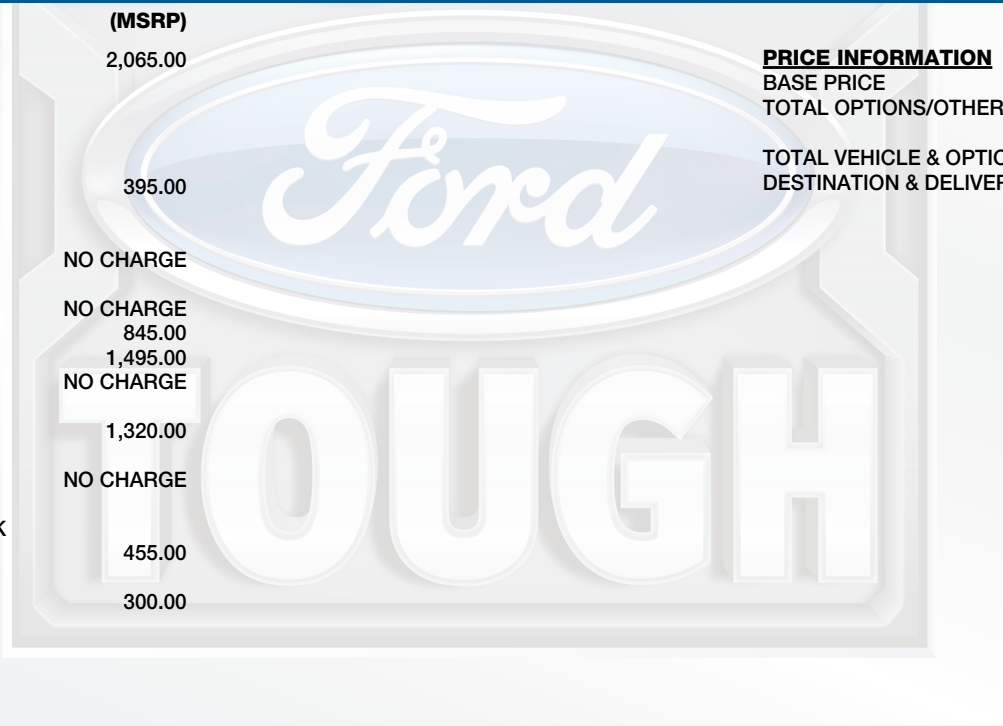 (MSRP)
2,065.00
395.00
NO CHARGE
NO CHARGE
845.00
1,495.00
NO CHARGE
1,320.00
NO CHARGE
K
455.00
300.00
PRICE INFORMATION
BASE PRICE
TOTAL OPTIONS/OTHER
TOTAL VEHICLE & OPTIO
DESTINATION & DELIVER
Ford
TOUGH